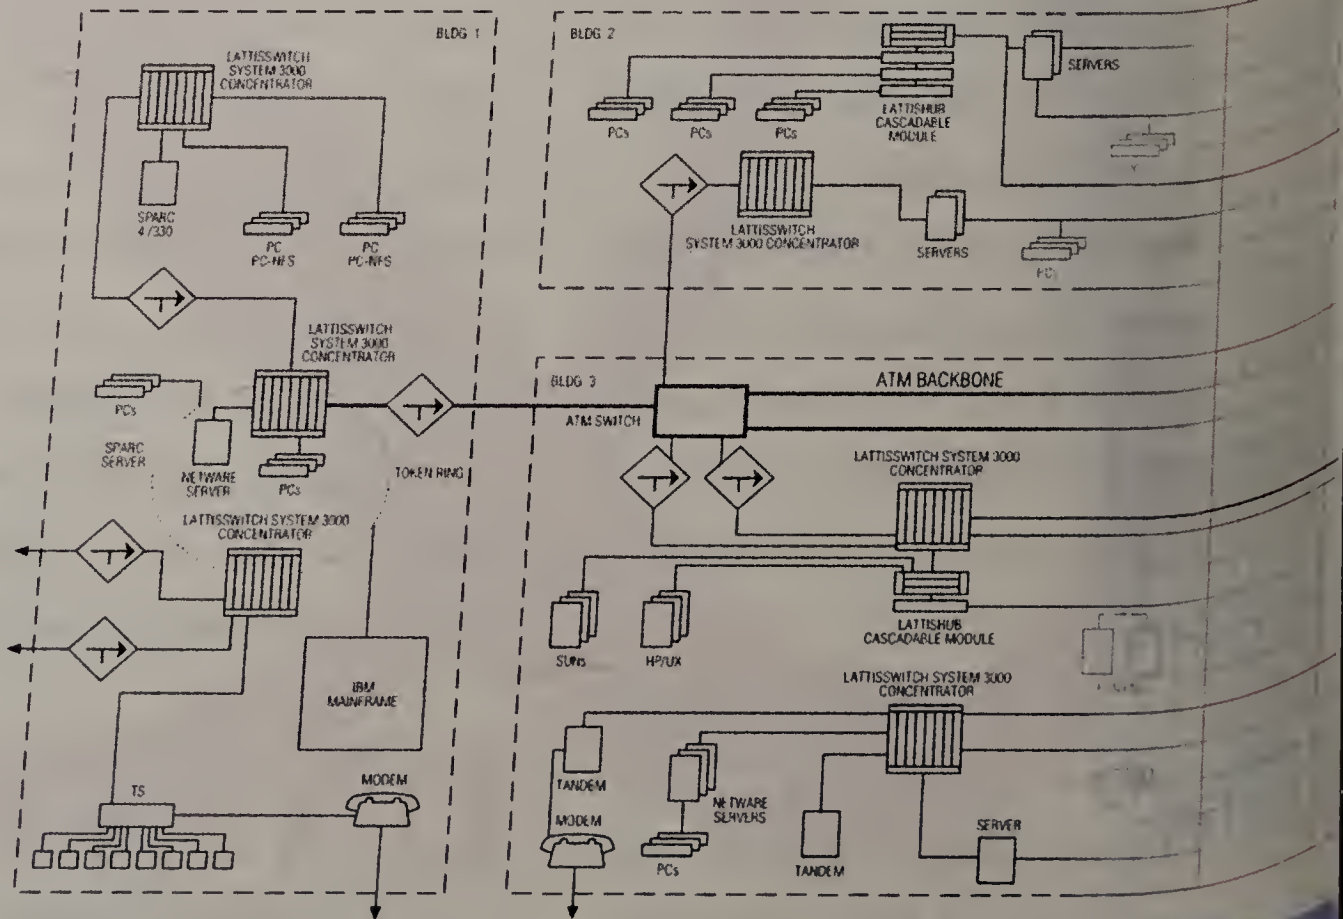 BLDG 1
LATTISSWITCH
SYSTEM 3000
CONCENTRATOR
SPARC
4/330
PC
PC-NFS
PC
PC-NFS
LATTISSWITCH
SYSTEM 3000
CONCENTRATOR
PCs
SPARC
SERVER
NETWARE
SERVER
PCs
TOKEN RING
LATTISSWITCH SYSTEM 3000
CONCENTRATOR
IBM
MAINFRAME
TS
MODEM
BLDG 2
SERVERS
PCs
PCs
PCs
LATTISHUB
CASCADABLE
MODULE
LATTISSWITCH
SYSTEM 3000 CONCENTRATOR
SERVERS
PCs
BLDG 3
ATM BACKBONE
ATM SWITCH
LATTISSWITCH SYSTEM 3000
CONCENTRATOR
SUNs
HP/UX
LATTISHUB
CASCADABLE MODULE
LATTISSWITCH SYSTEM 3000
CONCENTRATOR
TANDEM
MODEM
NETWARE
SERVERS
PCs
TANDEM
SERVER